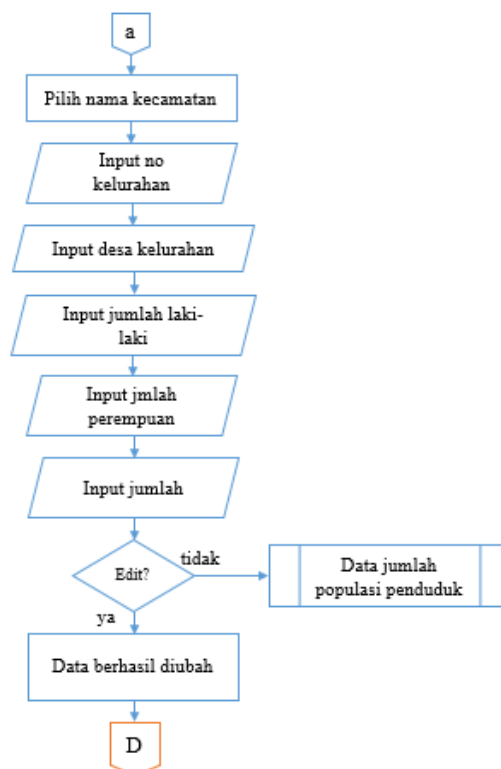 a
Pilih nama kecamatan
Input no
kelurahan
Input desa kelurahan
Input jumlah laki-
laki
Input jmlah
perempuan
Input jumlah
Edit?
tidak
Data jumlah
populasi penduduk
ya
Data berhasil diubah
D